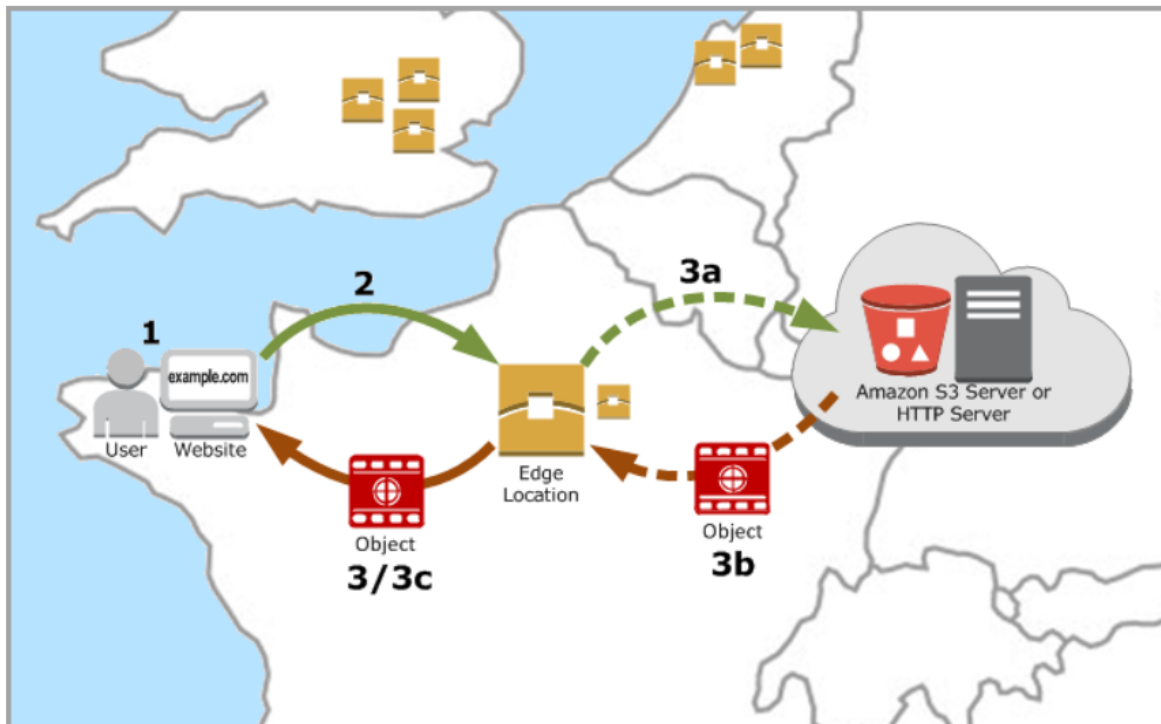 2
3a
1
example.com
User
Website
Amazon S3 Server or
HTTP Server
Edge
Location
Object
3/3c
Object
3b